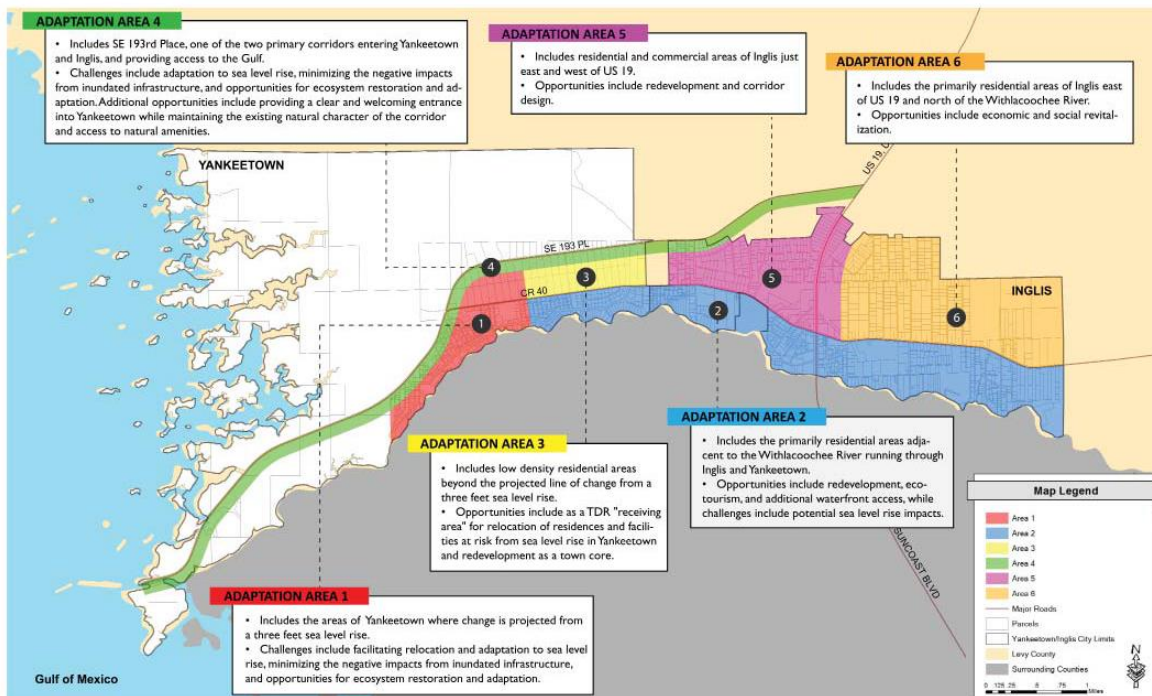 ADAPTATION AREA 4
• Includes SE 193rd Place, one of the two primary corridors entering Yankeetown
and Inglis, and providing access to the Gulf.
• Challenges include adaptation to sea level rise, minimizing the negative impacts
from inundated infrastructure, and opportunities for ecosystem restoration and ad-
aptation. Additional opportunities include providing a clear and welcoming entrance
into Yankeetown while maintaining the existing natural character of the corridor
and access to natural amenities.
ADAPTATION AREA 5
• Includes residential and commercial areas of Inglis just
east and west of US 19.
• Opportunities include redevelopment and corridor
design.
ADAPTATION AREA 6
• Includes the primarily residential areas of Inglis east
of US 19 and north of the Withlacoochee River.
• Opportunities include economic and social revital-
ization.
YANKEETOWN
US 19,
SE 193 PL
4
3
5
CR 40
INGLIS
1
2
6
ADAPTATION AREA 2
• Includes the primarily residential areas adja-
cent to the Withlacoochee River running through
Inglis and Yankeetown.
• Opportunities include redevelopment, eco-
tourism, and additional waterfront access, while
challenges include potential sea level rise impacts.
ADAPTATION AREA 3
• Includes low density residential areas
beyond the projected line of change from a
three feet sea level rise.
• Opportunities include as a TDR "receiving
area" for relocation of residences and facili-
ties at risk from sea level rise in Yankeetown
and redevelopment as a town core.
SUNCOAST BLVD
ADAPTATION AREA 1
• Includes the areas of Yankeetown where change is projected from
a three feet sea level rise.
• Challenges include facilitating relocation and adaptation to sea level
rise, minimizing the negative impacts from inundated infrastructure,
and opportunities for ecosystem restoration and adaptation.
Gulf of Mexico
Map Legend
Area 1
Area 2
Area 3
Area 4
Area 5
Area 6
Major Roads
Parcels
Yankeetown/Inglis City Limits
Levy County
Surrounding Counties
N
0 .125 .25 .5 .75 1
Miles